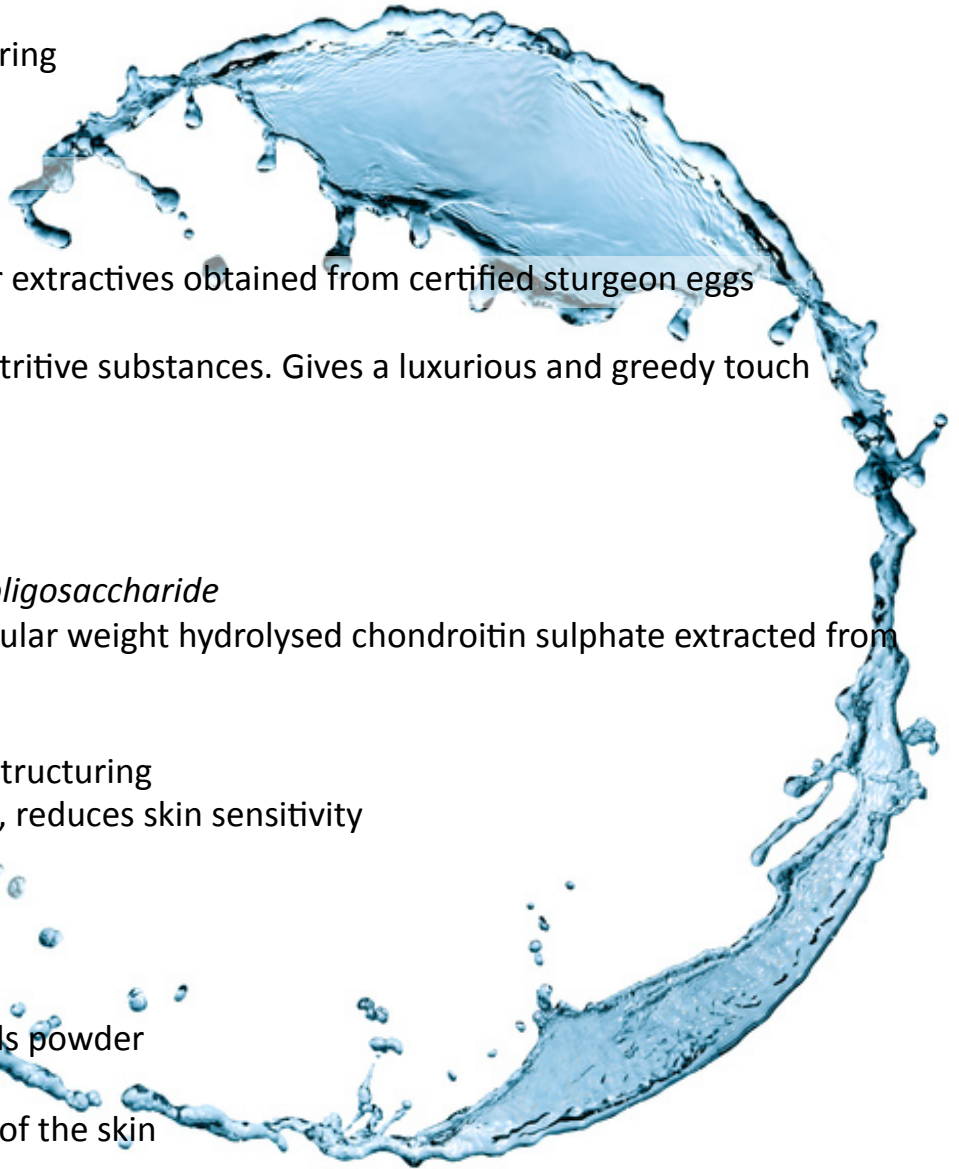 ring
r extractives obtained from certified sturgeon eggs
tritive substances. Gives a luxurious and greedy touch
oligosaccharide
ular weight hydrolysed chondroitin sulphate extracted from
tructuring
, reduces skin sensitivity
ls powder
of the skin